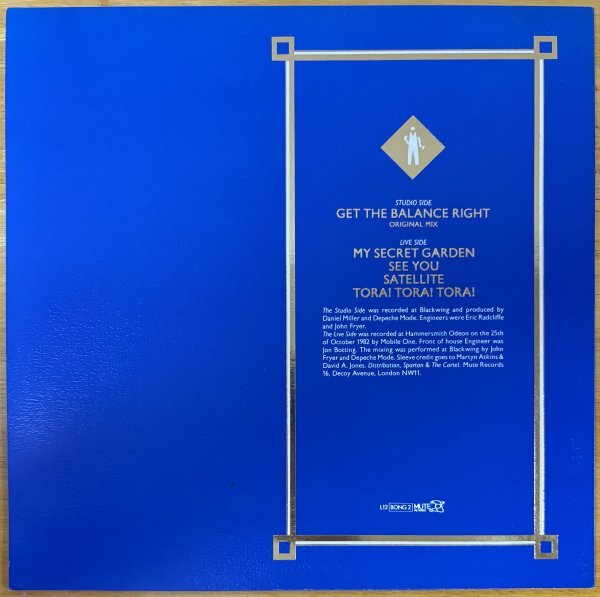 STUDIO SIDE
GET THE BALANCE RIGHT
ORIGINAL MIX
LIVE SIDE
MY SECRET GARDEN
SEE YOU
SATELLITE
TORA! TORA! TORA!
The Studio Side was recorded at Blackwing and produced by
Daniel Miller and Depeche Mode. Engineers were Eric Radcliffe
and John Fryer.
The Live Side was recorded at Hammersmich Odeon on the 25th
of October 1982 by Mobile One. Front of house Engineer was
Jon Botting. The mixing was performed at Blackwing by John
Fryer and Depeche Mode. Sleeve credit goes to Martyn Atkins &
David A. Jones. Distribution, Spartan & The Cartel. Mute Records
16, Decoy Avenue, London NW11.
L12 BONG 2 MUTE